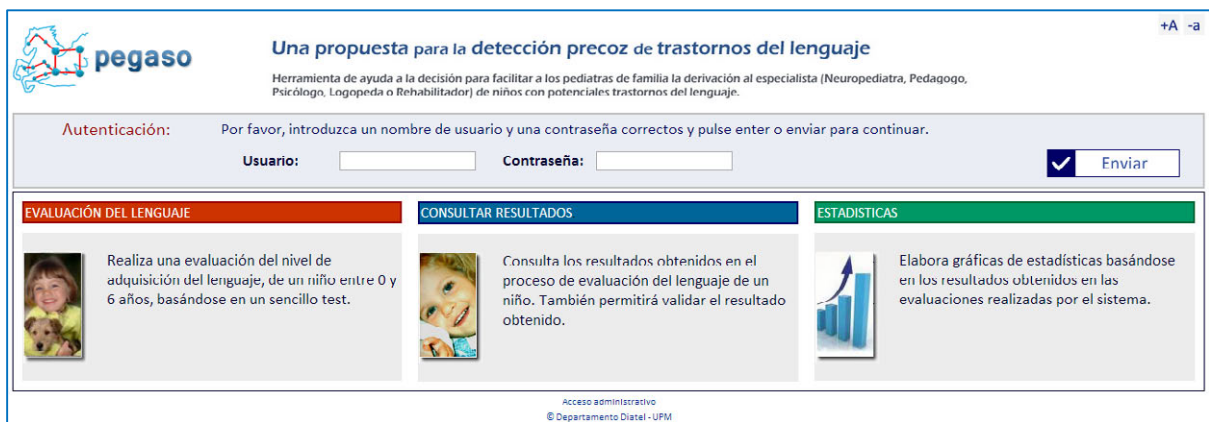 +A -a
pegaso
Una propuesta para la detección precoz de trastornos del lenguaje
Herramienta de ayuda a la decisión para facilitar a los pediatras de familia la derivación al especialista (Neuropediatra, Pedagogo,
Psicólogo, Logopeda o Rehabilitador) de niños con potenciales trastornos del lenguaje.
Autenticación:
Por favor, introduzca un nombre de usuario y una contraseña correctos y pulse enter o enviar para continuar.
Usuario:
Contraseña:
Enviar
EVALUACIÓN DEL LENGUAJE
Realiza una evaluación del nivel de
adquisición del lenguaje, de un niño entre 0 y
6 años, basándose en un sencillo test.
CONSULTAR RESULTADOS
Consulta los resultados obtenidos en el
proceso de evaluación del lenguaje de un
niño. También permitirá validar el resultado
obtenido.
ESTADISTICAS
Elabora gráficas de estadísticas basándose
en los resultados obtenidos en las
evaluaciones realizadas por el sistema.
Acceso administrativo
© Departamento Diatel - UPM